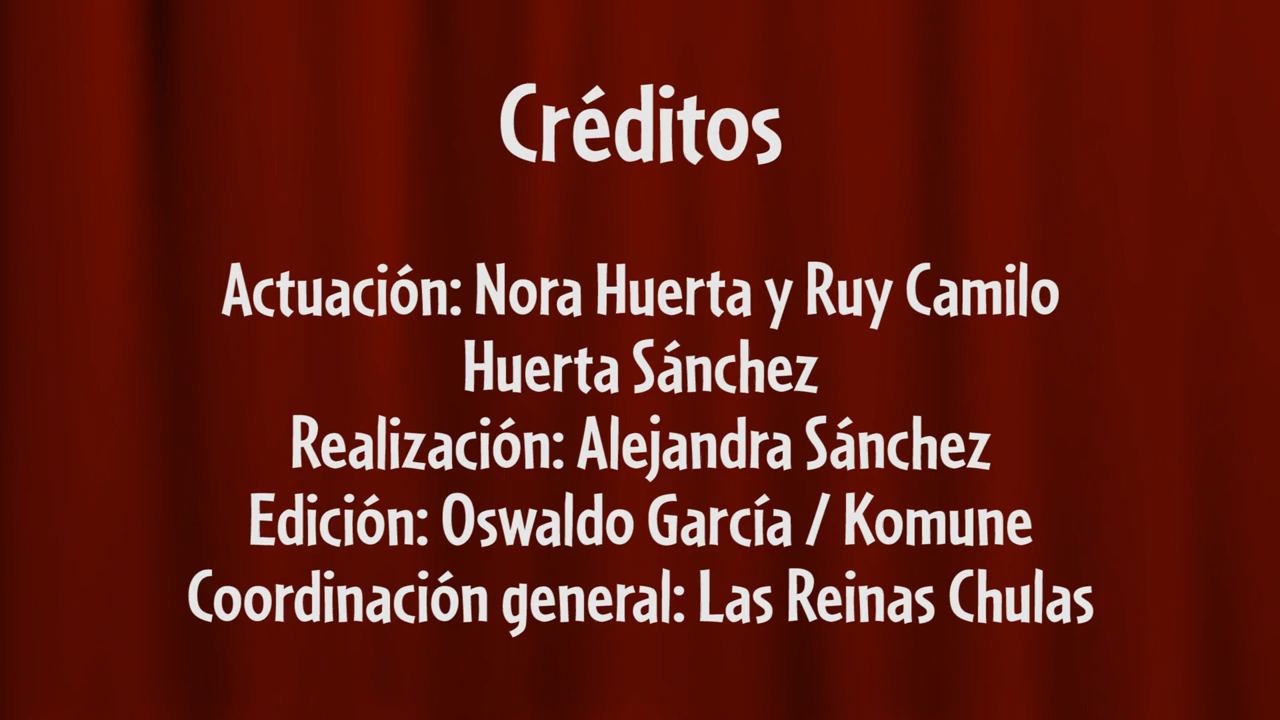 Créditos
Actuación: Nora Huerta y Ruy Camilo
Huerta Sánchez
Realización: Alejandra Sánchez
Edición: Oswaldo García / Komune
Coordinación general: Las Reinas Chulas